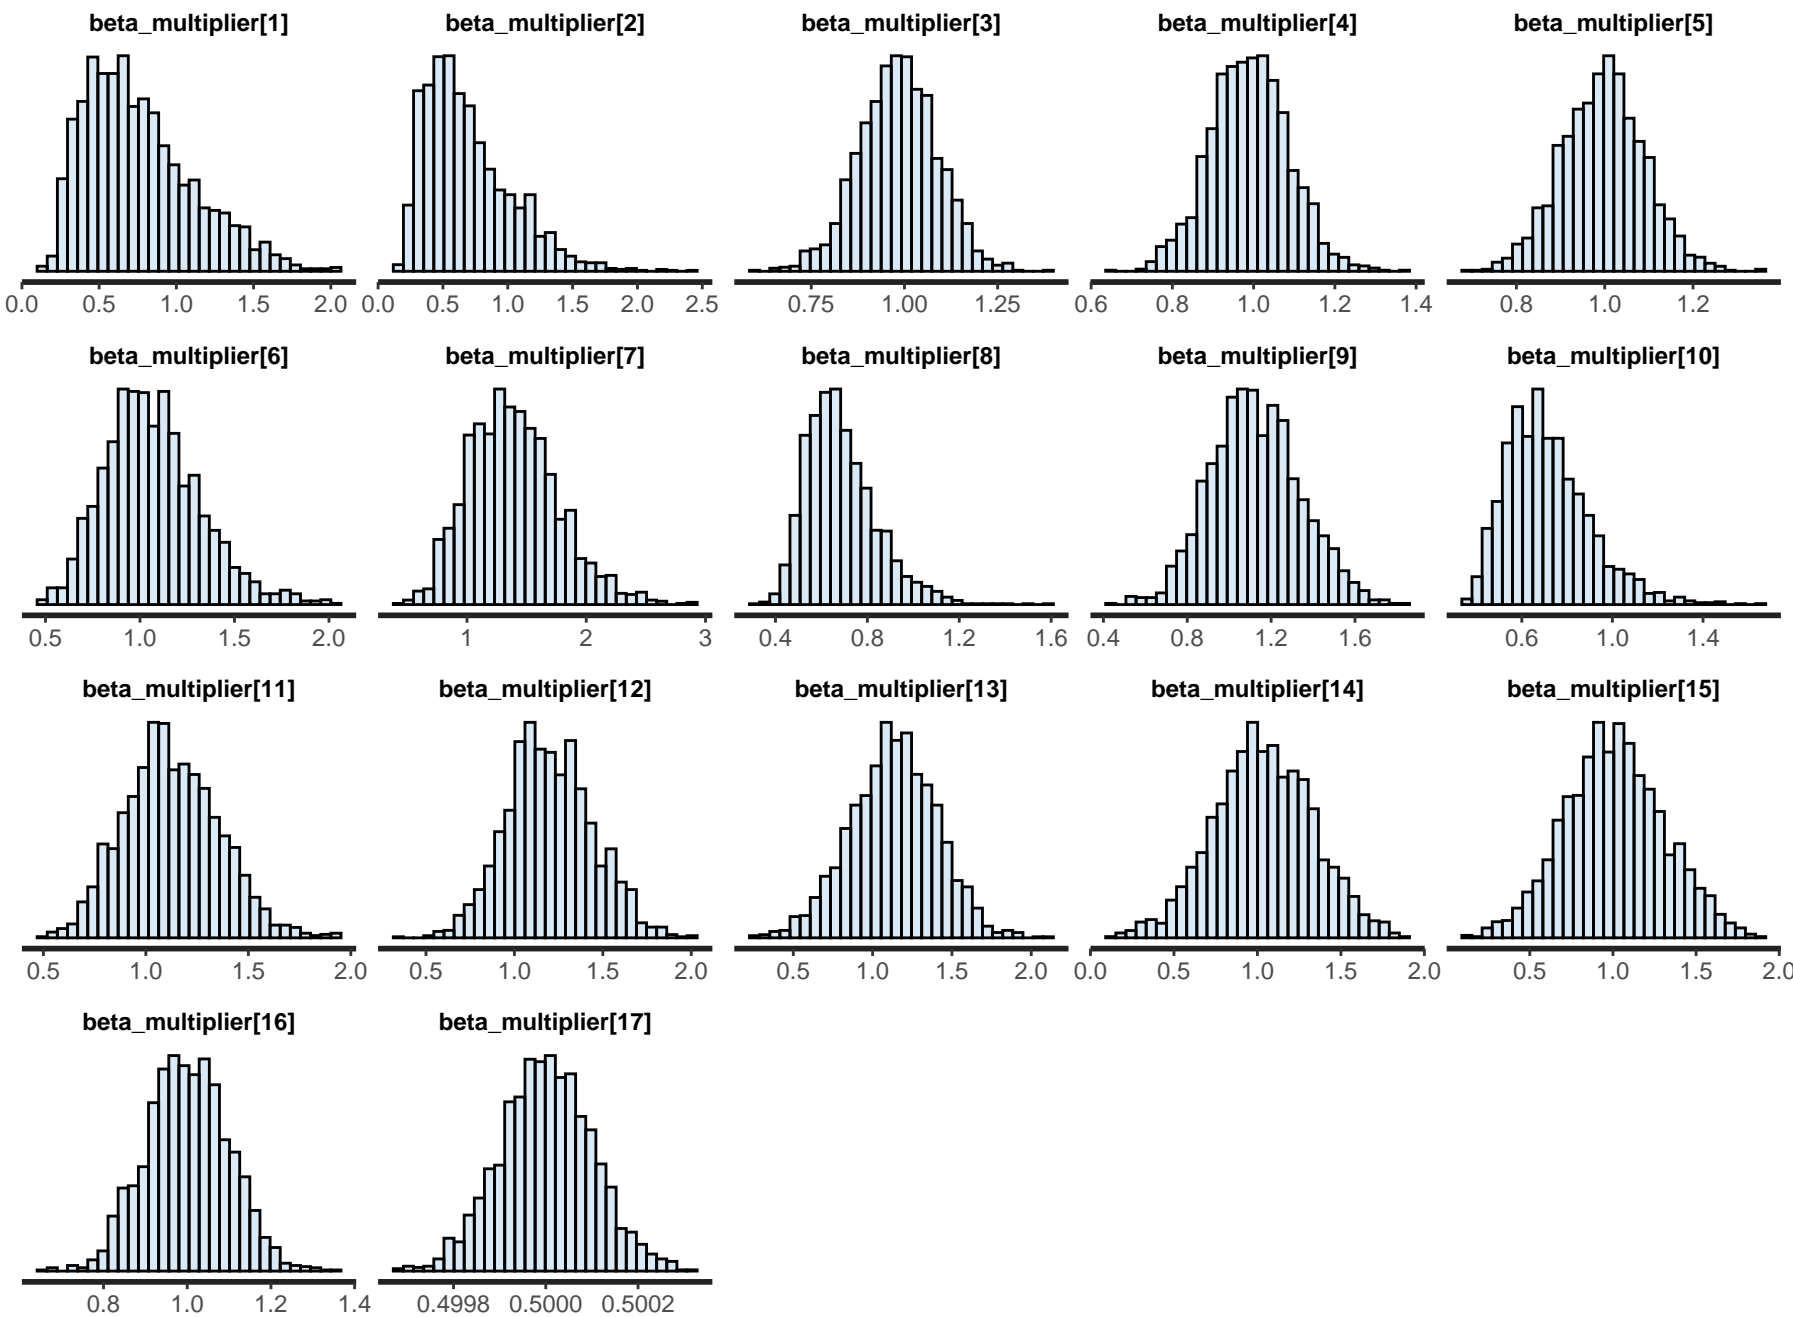 beta_multiplier[1] beta_multiplier[2] beta_multiplier[3] beta_multiplier[4] beta_multiplier[5]
0.0 0.5 1.0 1.5 2.0 0.0 0.5 1.0 1.5 2.0 2.5 0.75 1.00 1.25 0.6 0.8 1.0 1.2 1.4 0.8 1.0 1.2
beta_multiplier[6] beta_multiplier[7] beta_multiplier[8] beta_multiplier[9] beta_multiplier[10]
0.5 1.0 1.5 2.0 1 2 3 0.4 0.8 1.2 1.6 0.4 0.8 1.2 1.6 0.6 1.0 1.4
beta_multiplier[11] beta_multiplier[12] beta_multiplier[13] beta_multiplier[14] beta_multiplier[15]
0.5 1.0 1.5 2.0 0.5 1.0 1.5 2.0 0.5 1.0 1.5 2.0 0.0 0.5 1.0 1.5 2.0 0.5 1.0 1.5 2.0
beta_multiplier[16] beta_multiplier[17]
0.8 1.0 1.2 1.4 0.4998 0.5000 0.5002